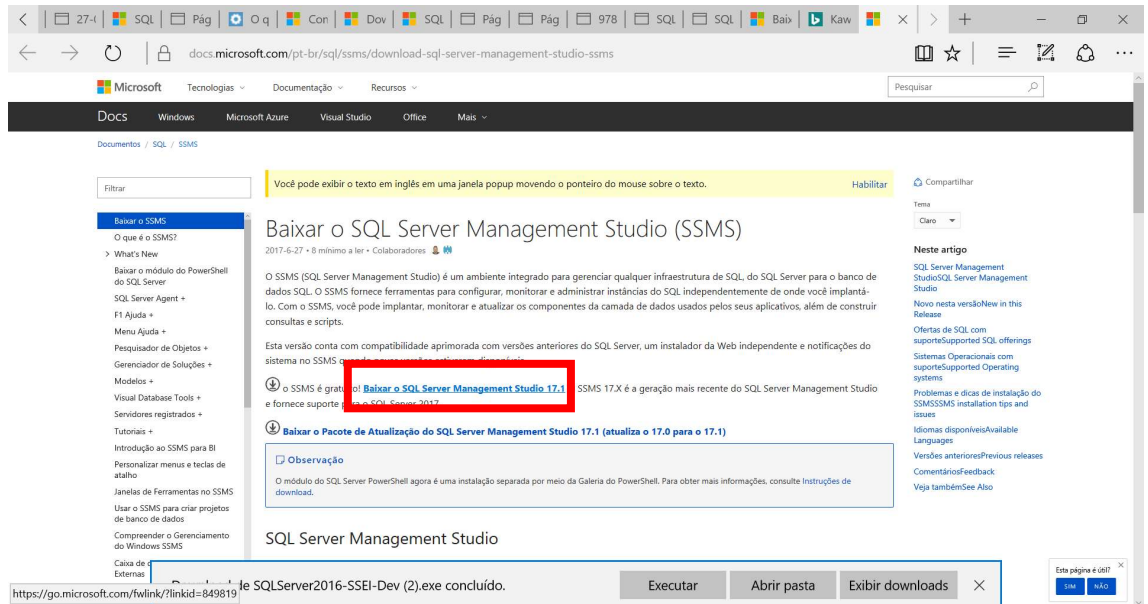 27-(
SQL
Pág
O q
Con
Dov
SQL
Pág
Pág
978
SQL
SQL
Baix
Kaw
docs.microsoft.com/pt-br/sql/ssms/download-sql-server-management-studio-ssms
Microsoft
Tecnologias
Documentação
Recursos
Pesquisar
Docs
Windows
Microsoft Azure
Visual Studio
Office
Mais
Documentos / SQL / SSMS
Filtrar
Baixar o SSMS
O que é o SSMS?
What's New
Baixar o módulo do PowerShell
do SQL Server
SQL Server Agent +
F1 Ajuda +
Menu Ajuda +
Pesquisador de Objetos +
Gerenciador de Soluções +
Modelos +
Visual Database Tools +
Servidores registrados +
Tutoriais +
Introdução ao SSMS para BI
Personalizar menus e teclas de
atalho
Janelas de Ferramentas no SSMS
Usar o SSMS para criar projetos
de banco de dados
Compreender o Gerenciamento
do Windows SSMS
Caixa de
Externas
Você pode exibir o texto em inglês em uma janela popup movendo o ponteiro do mouse sobre o texto.
Habilitar
Baixar o SQL Server Management Studio (SSMS)
2017-6-27 • 8 mínimo a ler • Colaboradores
O SSMS (SQL Server Management Studio) é um ambiente integrado para gerenciar qualquer infraestrutura de SQL, do SQL Server para o banco de
dados SQL. O SSMS fornece ferramentas para configurar, monitorar e administrar instâncias do SQL independentemente de onde você implantá-
lo. Com o SSMS, você pode implantar, monitorar e atualizar os componentes da camada de dados usados pelos seus aplicativos, além de construir
consultas e scripts.
Esta versão conta com compatibilidade aprimorada com versões anteriores do SQL Server, um instalador da Web independente e notificações do
sistema no SSMS
o SSMS é Baixar o SQL Server Management Studio 17.1 SSMS 17.X é a geração mais recente do SQL Server Management Studio
e fornece suporte para o SQL Server 2017
Baixar o Pacote de Atualização do SQL Server Management Studio 17.1 (atualiza o 17.0 para o 17.1)
Observação
O módulo do SQL Server PowerShell agora é uma instalação separada por meio da Galeria do PowerShell. Para obter mais informações, consulte Instruções de
download.
SQL Server Management Studio
Compartilhar
Tema
Claro
Neste artigo
SQL Server Management
StudioSQL Server Management
Studio
Novo nesta versãoNew in this
Release
Ofertas de SQL com
suporteSupported SQL offerings
Sistemas Operacionais com
suporteSupported Operating
systems
Problemas e dicas de instalação do
SSMSSSMS installation tips and
issues
Idiomas disponíveisAvailable
Languages
Versões anterioresPrevious releases
ComentáriosFeedback
Veja tambémSee Also
de SQLServer2016-SSEI-Dev (2).exe concluído.
Executar
Abrir pasta
Exibir downloads
https://go.microsoft.com/fwlink/?linkid=849819
Esta página é útil?
SIM
NÃO